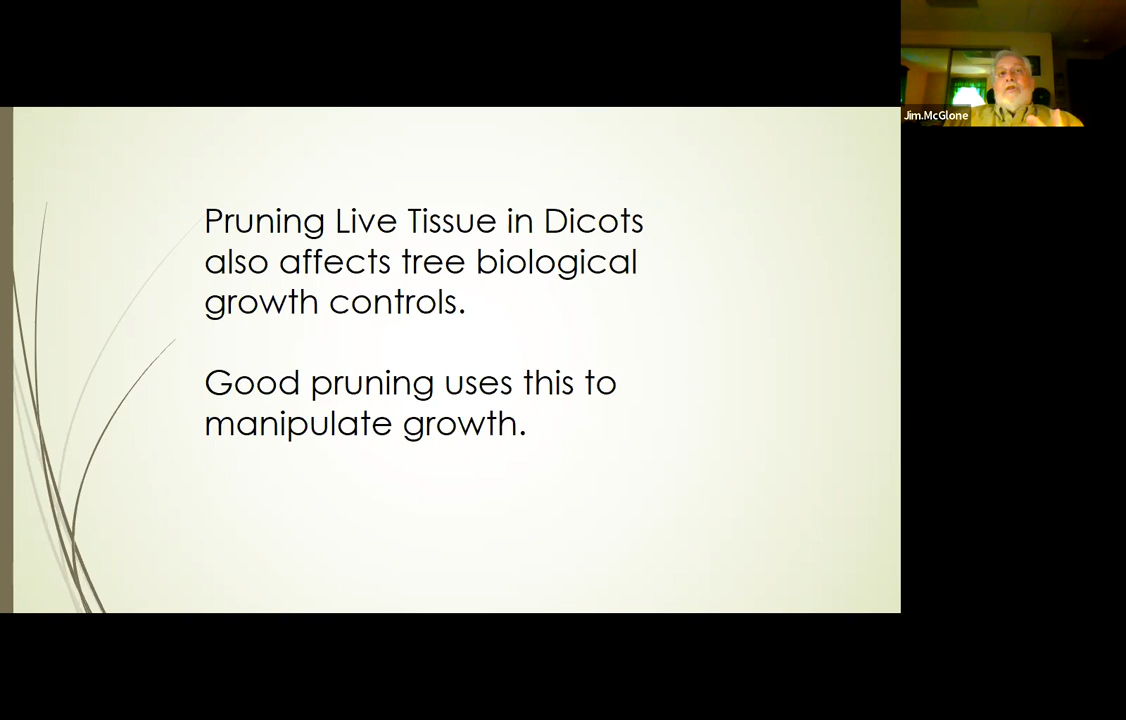 Jim.McGlone
Pruning Live Tissue in Dicots
also affects tree biological
growth controls.
Good pruning uses this to
manipulate growth.